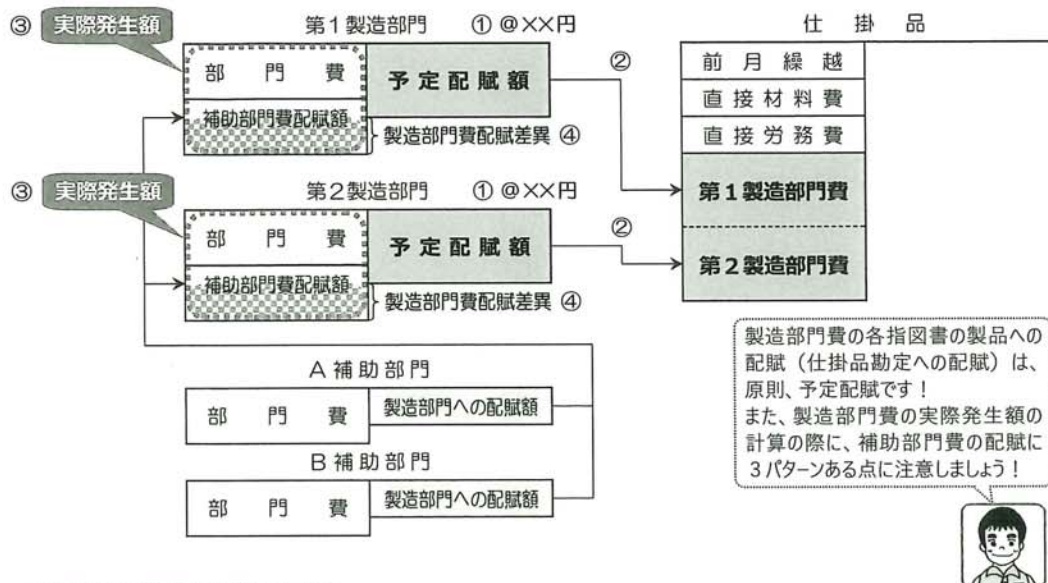 ③ 実際発生額 第1製造部門 ① @××円
部門費 予定配賦額 ②
補助部門費配賦額
製造部門費配賦差異 ④
③ 実際発生額 第2製造部門 ① @××円
部門費 予定配賦額 ②
補助部門費配賦額
製造部門費配賦差異 ④
A補助部門
部門費 製造部門への配賦額
B補助部門
部門費 製造部門への配賦額
仕掛品
前月繰越
直接材料費
直接労務費
第1製造部門費
第2製造部門費
製造部門費の各指図書の製品への
配賦（仕掛品勘定への配賦）は、
原則、予定配賦です！
また、製造部門費の実際発生額の
計算の際に、補助部門費の配賦に
3パターンある点に注意しましょう！